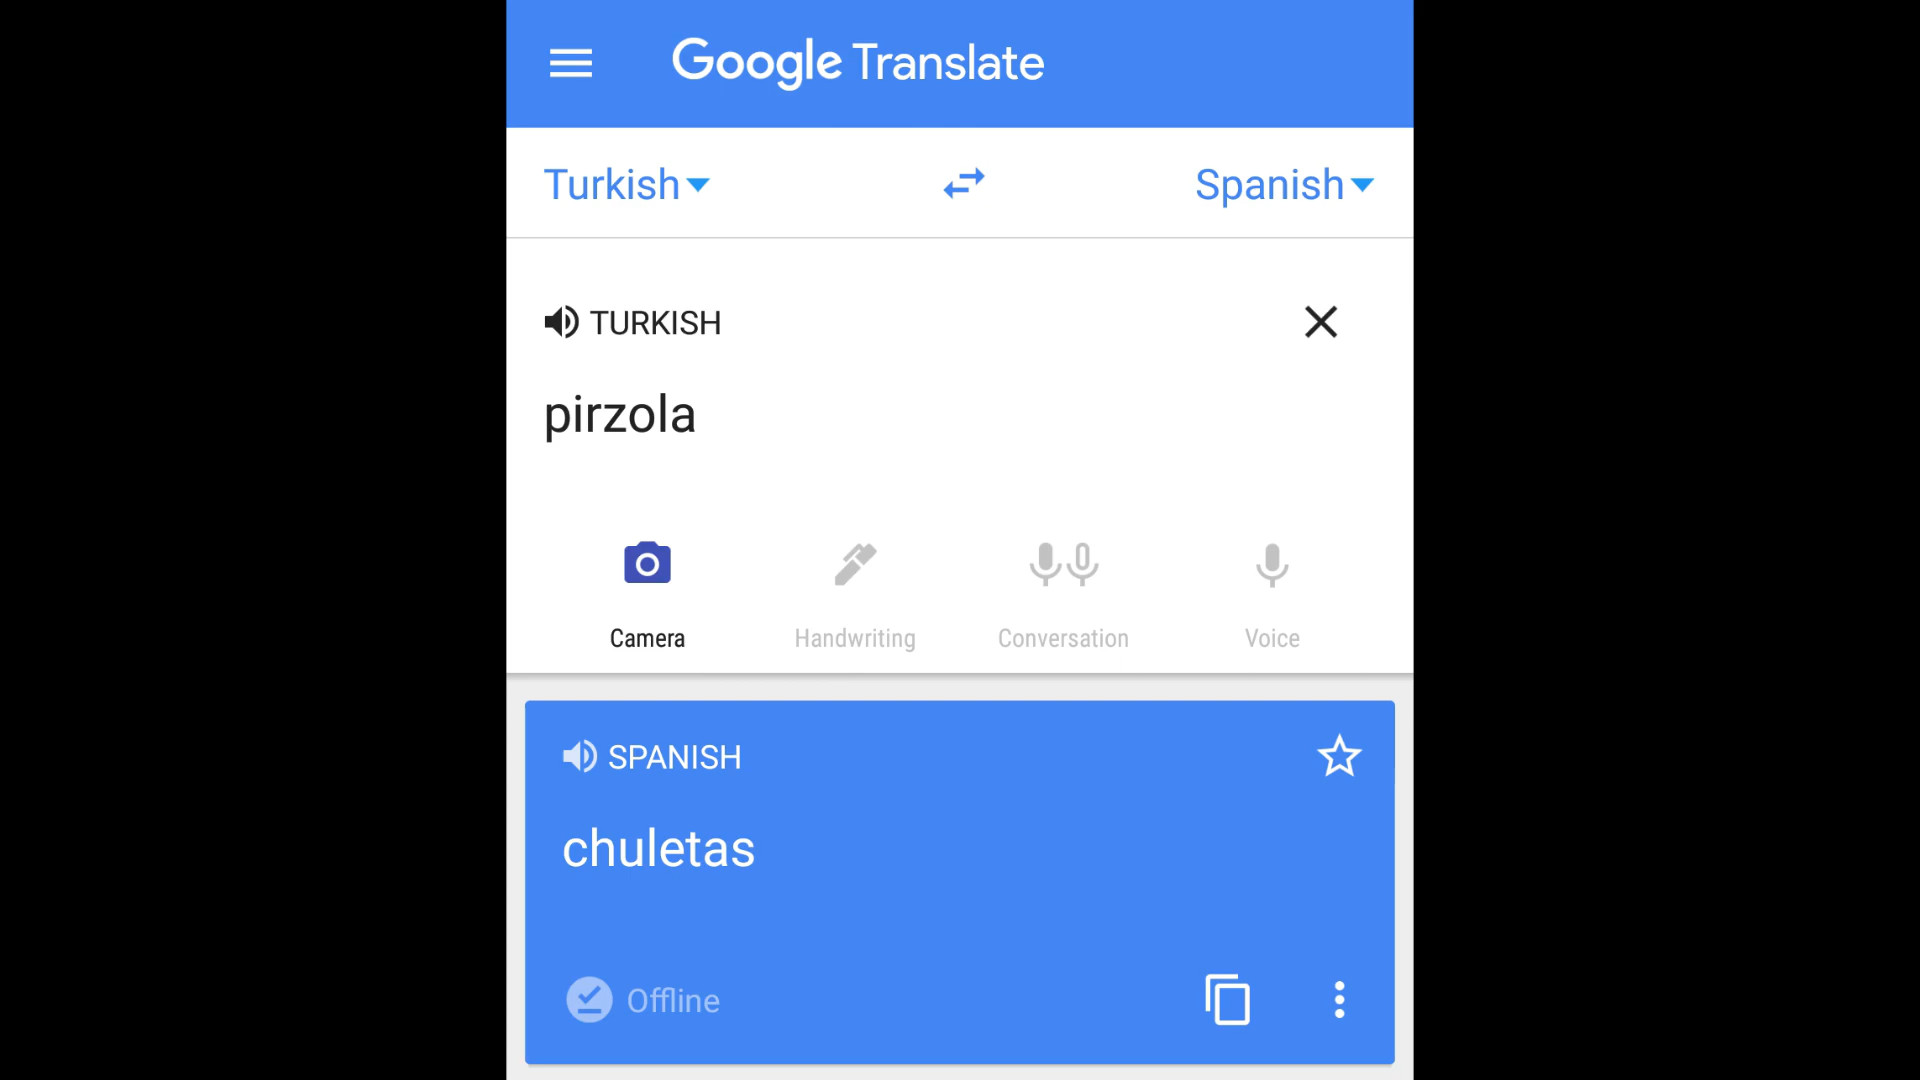 Google Translate
Turkish Spanish
TURKISH
pirzola
Camera Handwriting Conversation Voice
SPANISH
chuletas
Offline